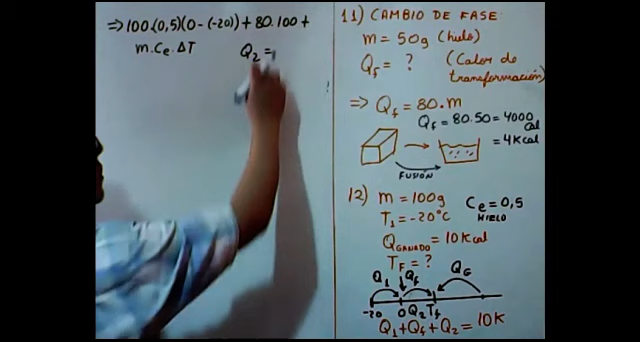 ⇒ 100.(0,5)(0-(-20)) + 80.100 +
m.Ce.ΔT
Q2 =
11) CAMBIO DE FASE:
m = 50g (hielo)
Qf = ? (Calor de
transformación)
⇒ Qf = 80.m
Qf = 80.50 = 4000
cal
= 4Kcal
FUSIÓN
12) m = 100g Ce = 0,5
HIELO
T1 = -20°C
QGANADO = 10Kcal
TF = ?
Q1 Qf QG
-20 0 Q2 Tf
Q1 + Qf + Q2 = 10K